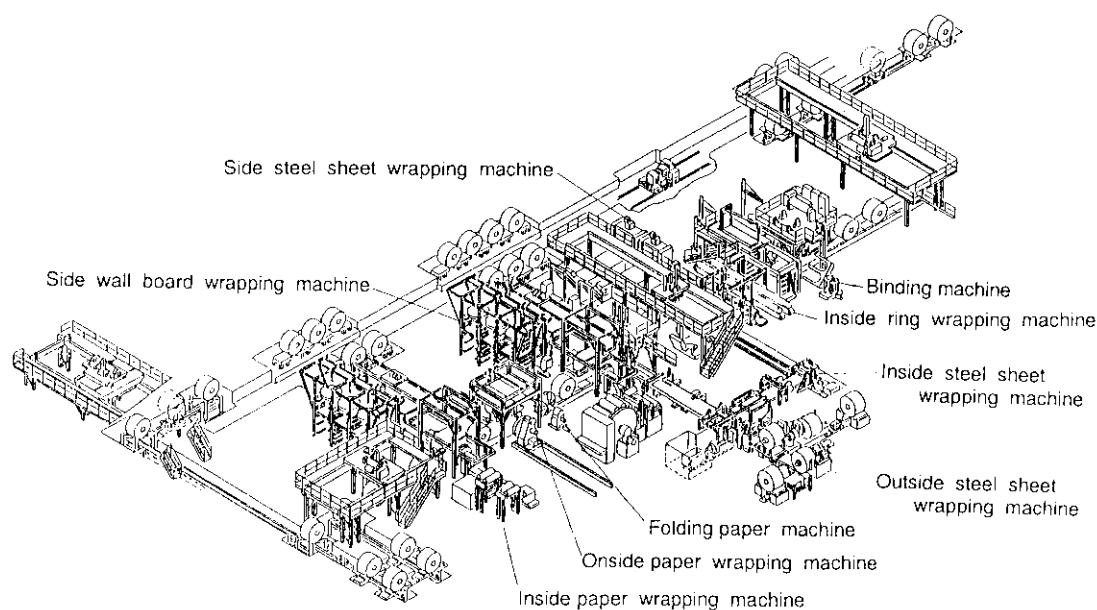 Side steel sheet wrapping machine
Side wall board wrapping machine
Binding machine
Inside ring wrapping machine
Inside steel sheet
wrapping machine
Outside steel sheet
wrapping machine
Folding paper machine
Onside paper wrapping machine
Inside paper wrapping machine